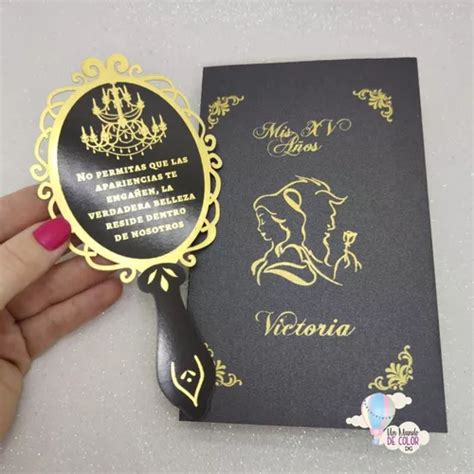 NO PERMITAS QUE LAS
APARIENCIAS TE
ENGAÑEN, LA
VERDADERA BELLEZA
RESIDE DENTRO
DE NOSOTROS
Mis XV
Años
Victoria
Un Mundo
DE COLOR
DG